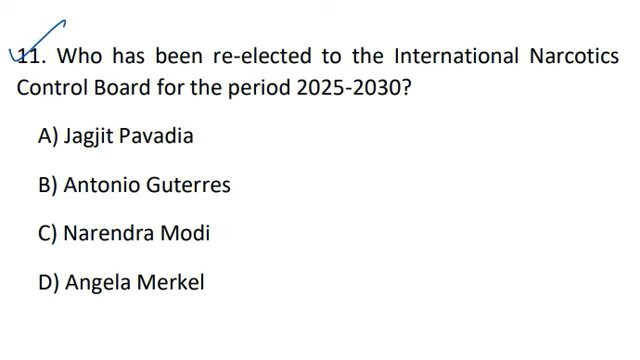 11. Who has been re-elected to the International Narcotics
Control Board for the period 2025-2030?
A) Jagjit Pavadia
B) Antonio Guterres
C) Narendra Modi
D) Angela Merkel